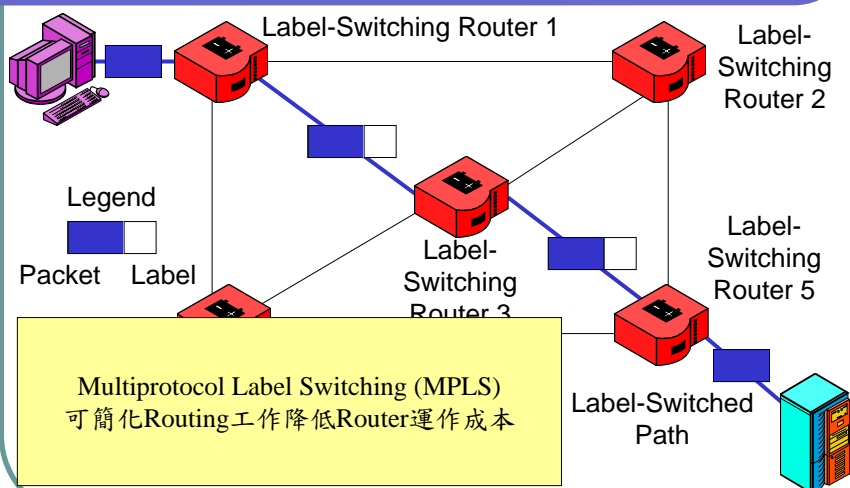 Label-Switching Router 1
Label-
Switching
Router 2
Legend
Packet Label
Label-
Switching
Router 3
Label-
Switching
Router 5
Multiprotocol Label Switching (MPLS)
可簡化Routing工作降低Router運作成本
Label-Switched
Path